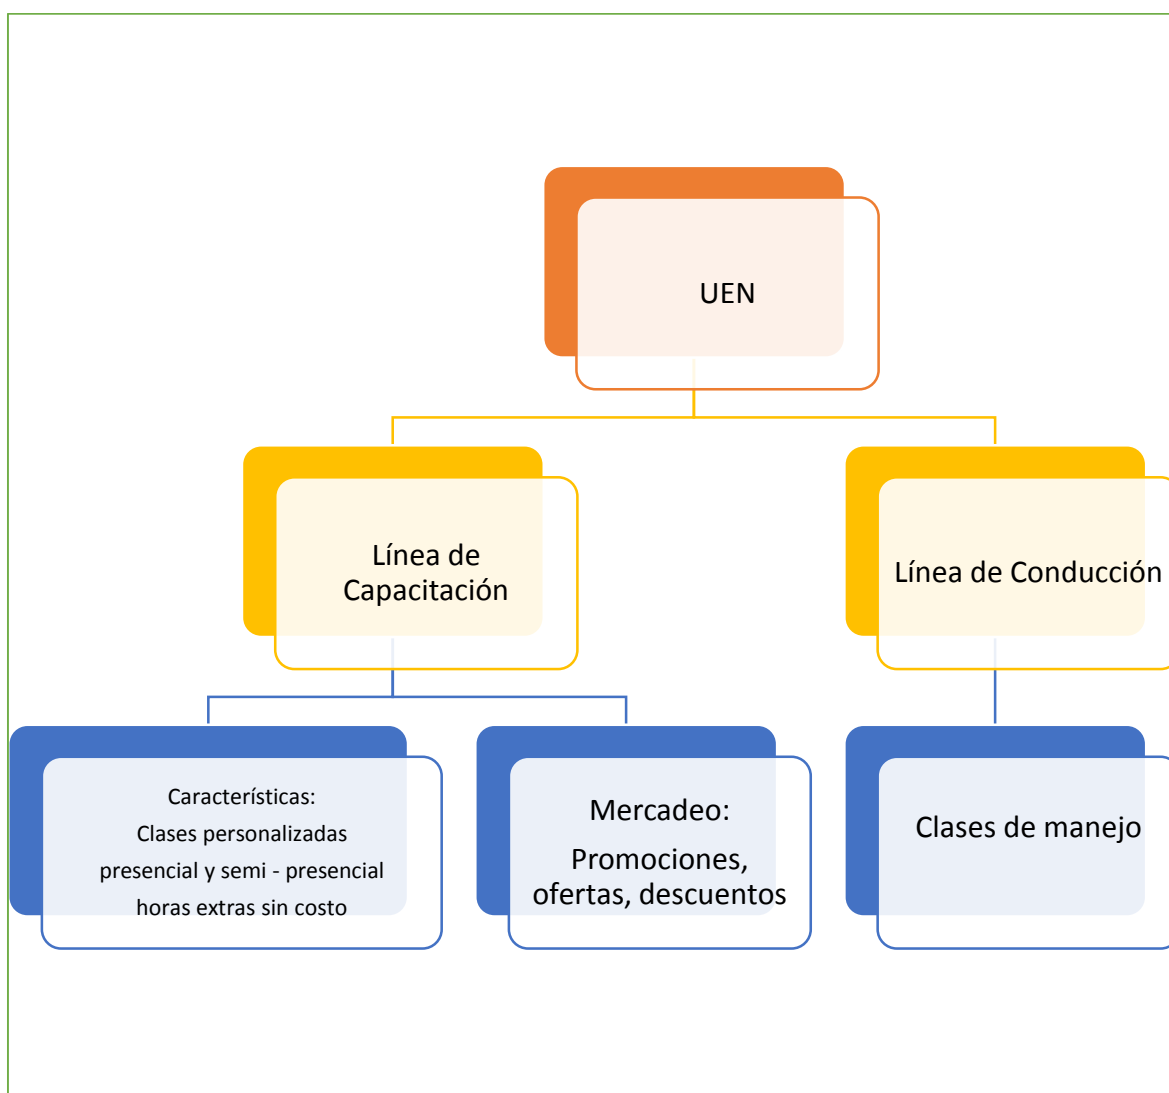 UEN
Línea de
Capacitación
Línea de Conducción
Características:
Clases personalizadas
presencial y semi - presencial
horas extras sin costo
Mercadeo:
Promociones,
ofertas, descuentos
Clases de manejo